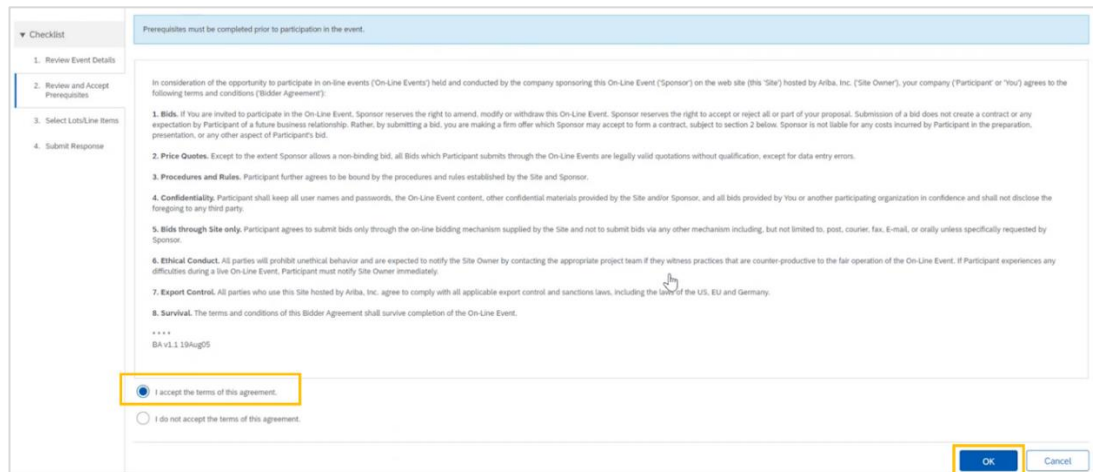 ▼ Checklist
1. Review Event Details
2. Review and Accept
Prerequisites
3. Select Lots/Line Items
4. Submit Response
Prerequisites must be completed prior to participation in the event.
In consideration of the opportunity to participate in on-line events ('On-Line Events') held and conducted by the company sponsoring this On-Line Event ('Sponsor') on the web site (this 'Site') hosted by Ariba, Inc. ('Site Owner'), your company ('Participant' or 'You') agrees to the
following terms and conditions ('Bidder Agreement'):
1. Bids. If You are invited to participate in the On-Line Event, Sponsor reserves the right to amend, modify or withdraw this On-Line Event. Sponsor reserves the right to accept or reject all or part of your proposal. Submission of a bid does not create a contract or any
expectation by Participant of a future business relationship. Rather, by submitting a bid, you are making a firm offer which Sponsor may accept to form a contract, subject to section 2 below. Sponsor is not liable for any costs incurred by Participant in the preparation,
presentation, or any other aspect of Participant's bid.
2. Price Quotes. Except to the extent Sponsor allows a non-binding bid, all Bids which Participant submits through the On-Line Events are legally valid quotations without qualification, except for data entry errors.
3. Procedures and Rules. Participant further agrees to be bound by the procedures and rules established by the Site and Sponsor.
4. Confidentiality. Participant shall keep all user names and passwords, the On-Line Event content, other confidential materials provided by the Site and/or Sponsor, and all bids provided by You or another participating organization in confidence and shall not disclose the
foregoing to any third party.
5. Bids through Site only. Participant agrees to submit bids only through the on-line bidding mechanism supplied by the Site and not to submit bids via any other mechanism including, but not limited to, post, courier, fax, E-mail, or orally unless specifically requested by
Sponsor.
6. Ethical Conduct. All parties will prohibit unethical behavior and are expected to notify the Site Owner by contacting the appropriate project team if they witness practices that are counter-productive to the fair operation of the On-Line Event. If Participant experiences any
difficulties during a live On-Line Event, Participant must notify Site Owner immediately.
7. Export Control. All parties who use this Site hosted by Ariba, Inc. agree to comply with all applicable export control and sanctions laws, including the laws of the US, EU and Germany.
8. Survival. The terms and conditions of this Bidder Agreement shall survive completion of the On-Line Event.
* * * *
BA v1.1 19Aug05
I accept the terms of this agreement.
I do not accept the terms of this agreement.
OK
Cancel